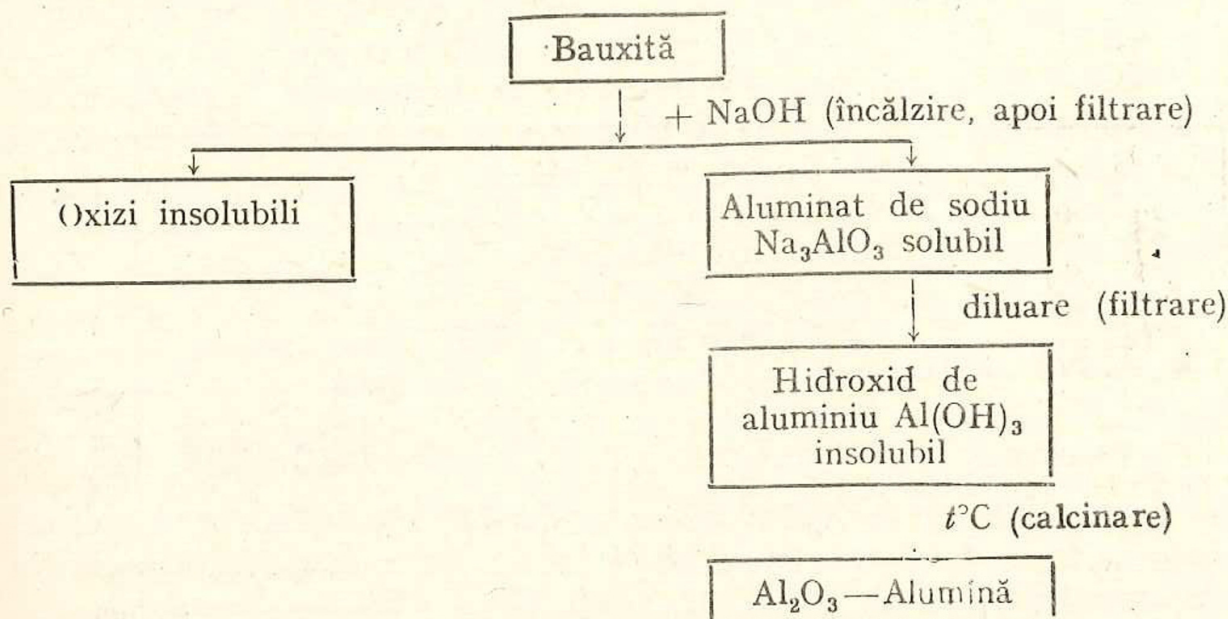 Bauxită
+ NaOH (încălzire, apoi filtrare)
Oxizi insolubili
Aluminat de sodiu
Na₃AlO₃ solubil
diluare (filtrare)
Hidroxid de
aluminiu Al(OH)₃
insolubil
t°C (calcinare)
Al₂O₃—Alumină